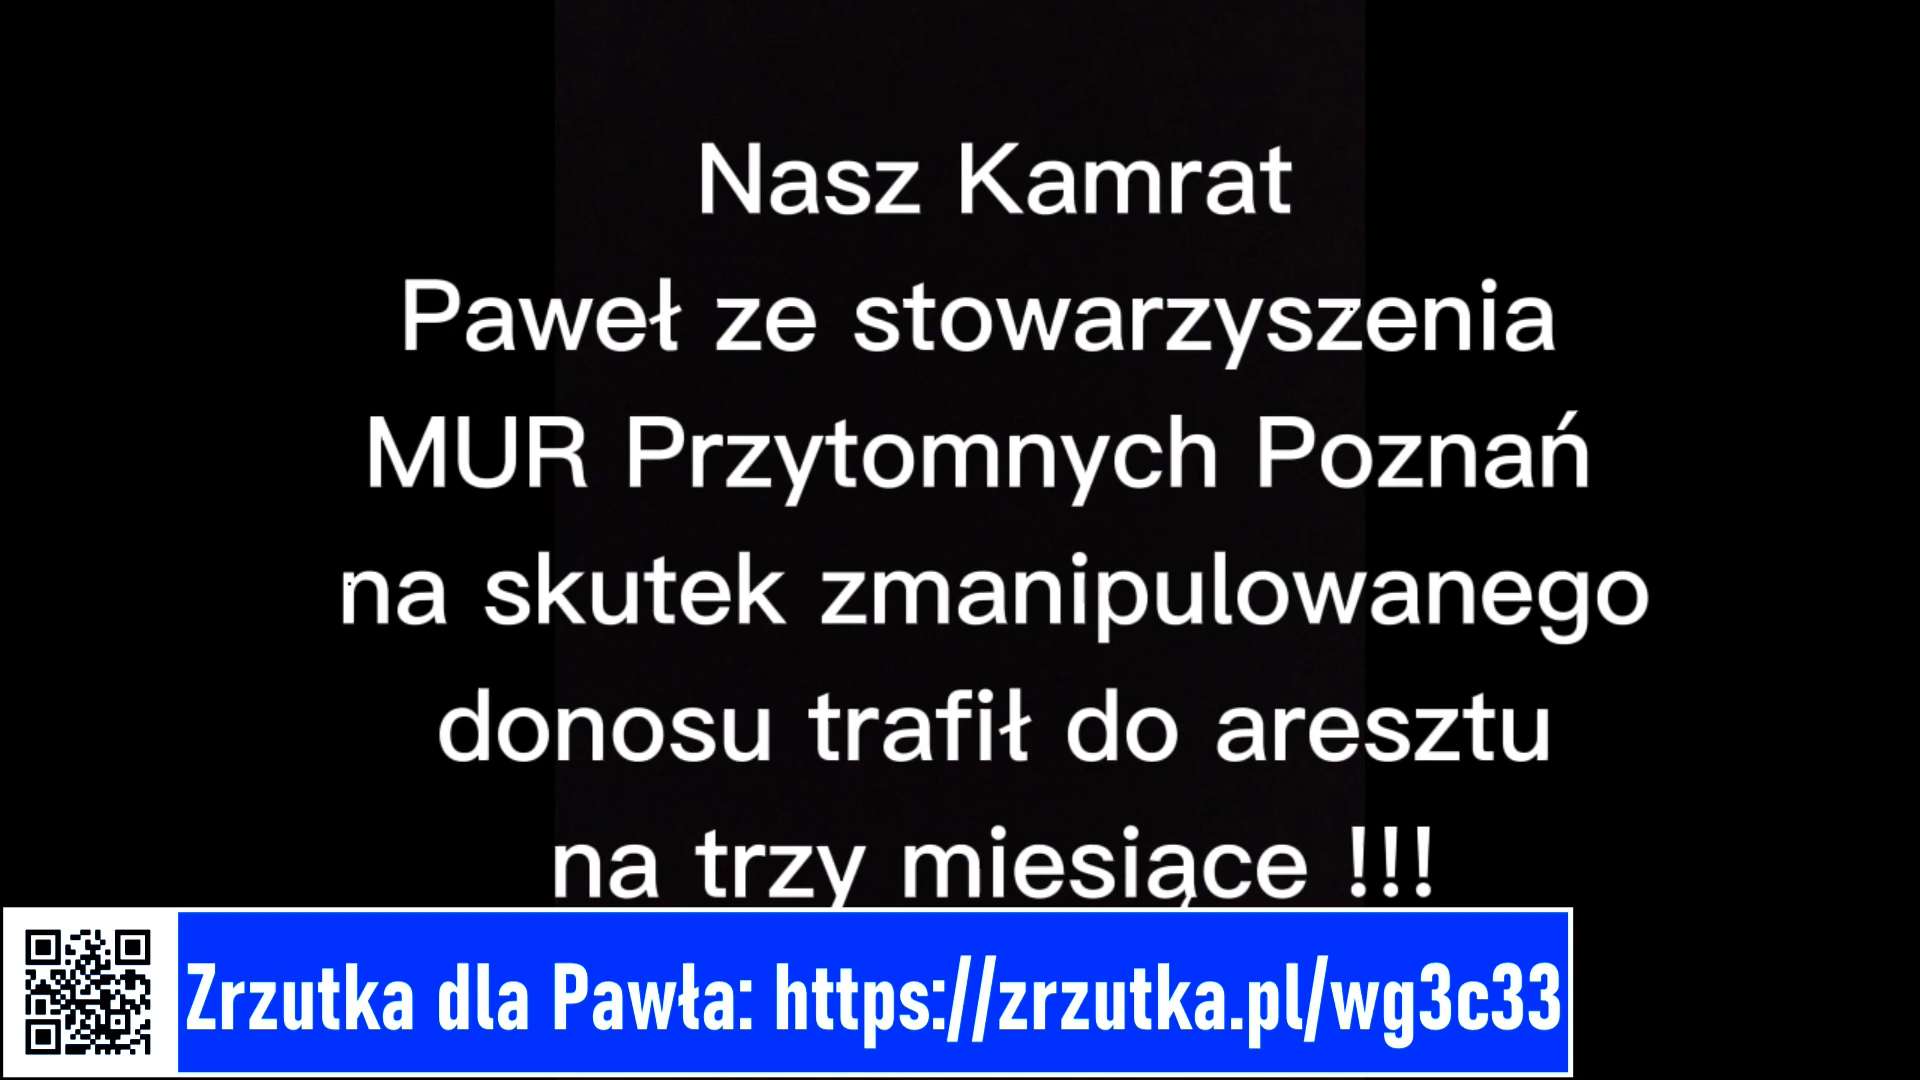 Nasz Kamrat
Paweł ze stowarzyszenia
MUR Przytomnych Poznań
na skutek zmanipulowanego
donosu trafił do aresztu
na trzy miesiące !!!
Zrzutka dla Pawła: https://zrzutka.pl/wg3c33